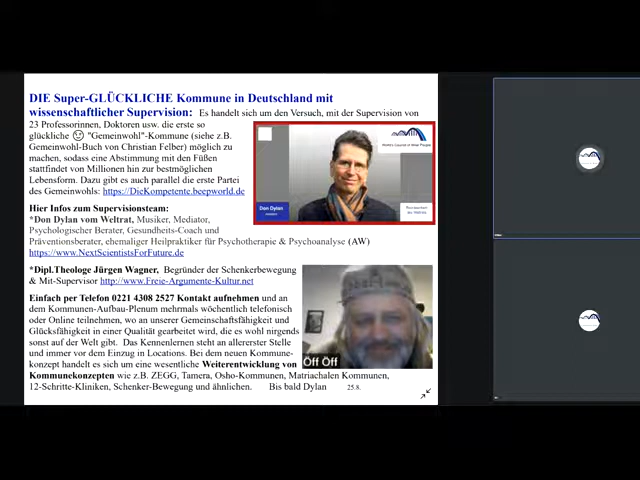 DIE Super-GLÜCKLICHE Kommune in Deutschland mit
wissenschaftlicher Supervision: Es handelt sich um den Versuch, mit der Supervision von
23 Professorinnen, Doktoren usw. die erste so
glückliche "Gemeinwohl"-Kommune (siehe z.B.
Gemeinwohl-Buch von Christian Felber) möglich zu
machen, sodass eine Abstimmung mit den Füßen
stattfindet von Millionen hin zur bestmöglichen
Lebensform. Dazu gibt es auch parallel die erste Partei
des Gemeinwohls: https://DieKompetente.beepworld.de
World's Council of Wise People
Don Dylan
Hier Infos zum Supervisionsteam:
*Don Dylan vom Weltrat, Musiker, Mediator,
Psychologischer Berater, Gesundheits-Coach und
Präventionsberater, ehemaliger Heilpraktiker für Psychotherapie & Psychoanalyse (AW)
https://www.NextScientistsForFuture.de
*Dipl.Theologe Jürgen Wagner, Begründer der Schenkerbewegung
& Mit-Supervisor http://www.Freie-Argumente-Kultur.net
Einfach per Telefon 0221 4308 2527 Kontakt aufnehmen und an
dem Kommunen-Aufbau-Plenum mehrmals wöchentlich telefonisch
oder Online teilnehmen, wo an unserer Gemeinschaftsfähigkeit und
Glücksfähigkeit in einer Qualität gearbeitet wird, die es wohl nirgends
sonst auf der Welt gibt. Das Kennenlernen steht an allererster Stelle
und immer vor dem Einzug in Locations. Bei dem neuen Kommune-
konzept handelt es sich um eine wesentliche Weiterentwicklung von
Öff Öff
Kommunekonzepten wie z.B. ZEGG, Tamera, Osho-Kommunen, Matriachalen Kommunen,
12-Schritte-Kliniken, Schenker-Bewegung und ähnlichen. Bis bald Dylan 25.8.